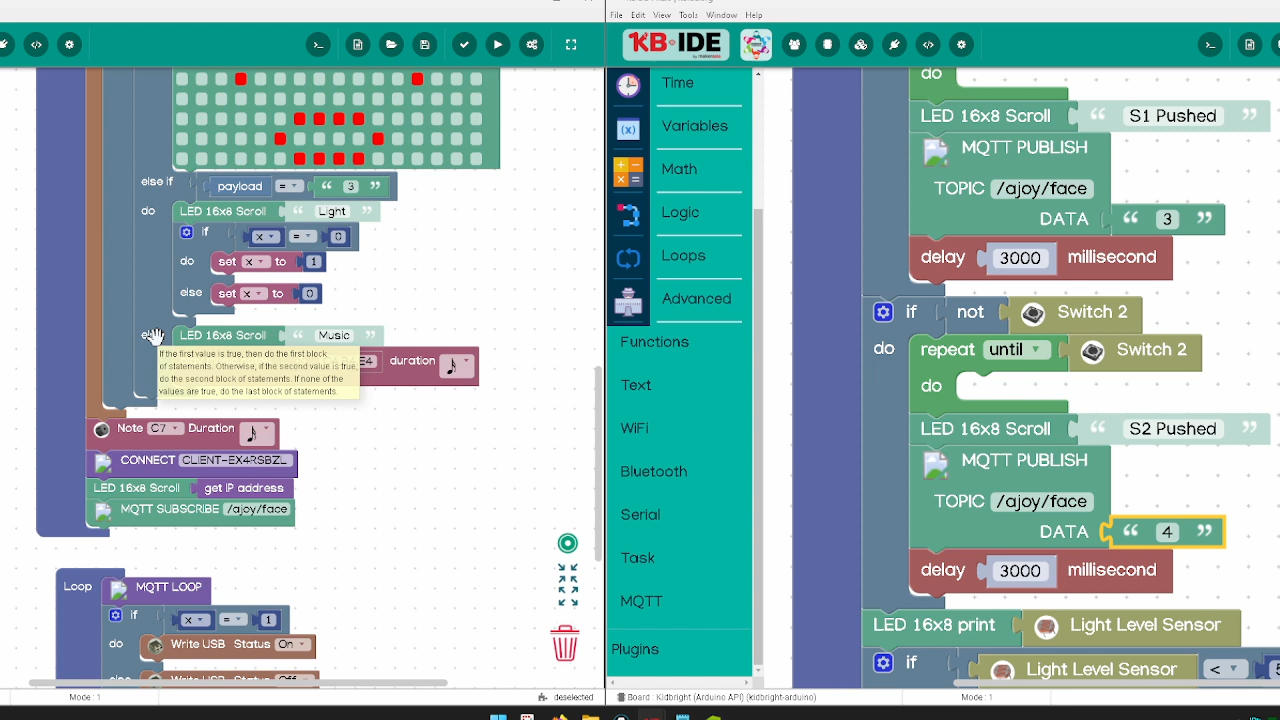 File Edit View Tools Window Help
KB IDE
by makerasia
else if payload = “ 3 ”
do LED 16x8 Scroll “ Light ”
if x = 0
do set x to 1
else set x to 0
LED 16x8 Scroll “ Music ”
E4 duration
If the first value is true, then do the first block
of statements. Otherwise, if the second value is true,
do the second block of statements. If none of the
values are true, do the last block of statements.
Note C7 Duration
CONNECT CLIENT-EX4RSBZL
LED 16x8 Scroll get IP address
MQTT SUBSCRIBE /ajoy/face
Loop MQTT LOOP
if x = 1
do Write USB Status On
else Write USB Status Off
Mode : 1
deselected
Time
Variables
Math
Logic
Loops
Advanced
Functions
Text
WiFi
Bluetooth
Serial
Task
MQTT
Plugins
do
LED 16x8 Scroll “ S1 Pushed ”
MQTT PUBLISH
TOPIC /ajoy/face
DATA “ 3 ”
delay 3000 millisecond
if not Switch 2
do repeat until Switch 2
do
LED 16x8 Scroll “ S2 Pushed ”
MQTT PUBLISH
TOPIC /ajoy/face
DATA “ 4 ”
delay 3000 millisecond
LED 16x8 print Light Level Sensor
if Light Level Sensor <
Board : Kidbright (Arduino API) (kidbright-arduino)
Mode : 1